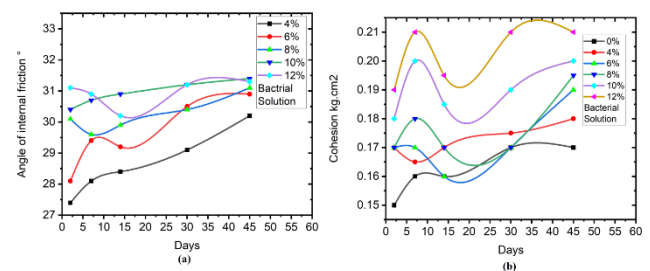 (a)
33
32
31
30
29
28
27
Angle of internal friction °
0 5 10 15 20 25 30 35 40 45 50 55 60
Days
(a)
4%
6%
8%
10%
12%
Bactrial
Solution
0.21
0.20
0.19
0.18
0.17
0.16
0.15
Cohesion kg.cm2
0 5 10 15 20 25 30 35 40 45 50 55 60
Days
(b)
0%
4%
6%
8%
10%
12%
Bacterial
Solution